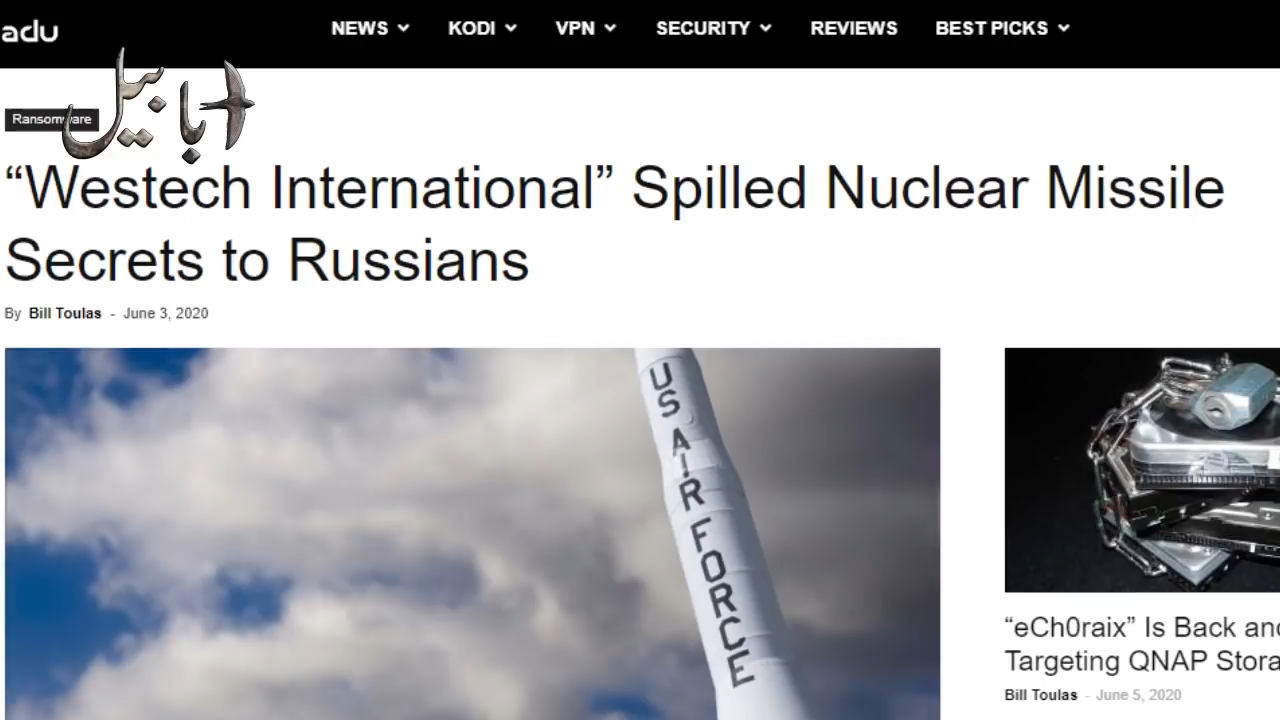 adu
NEWS KODI VPN SECURITY REVIEWS BEST PICKS
ابابیل
Ransomware
“Westech International” Spilled Nuclear Missile
Secrets to Russians
By Bill Toulas - June 3, 2020
US AIR FORCE
“eCh0raix” Is Back and
Targeting QNAP Stora
Bill Toulas - June 5, 2020